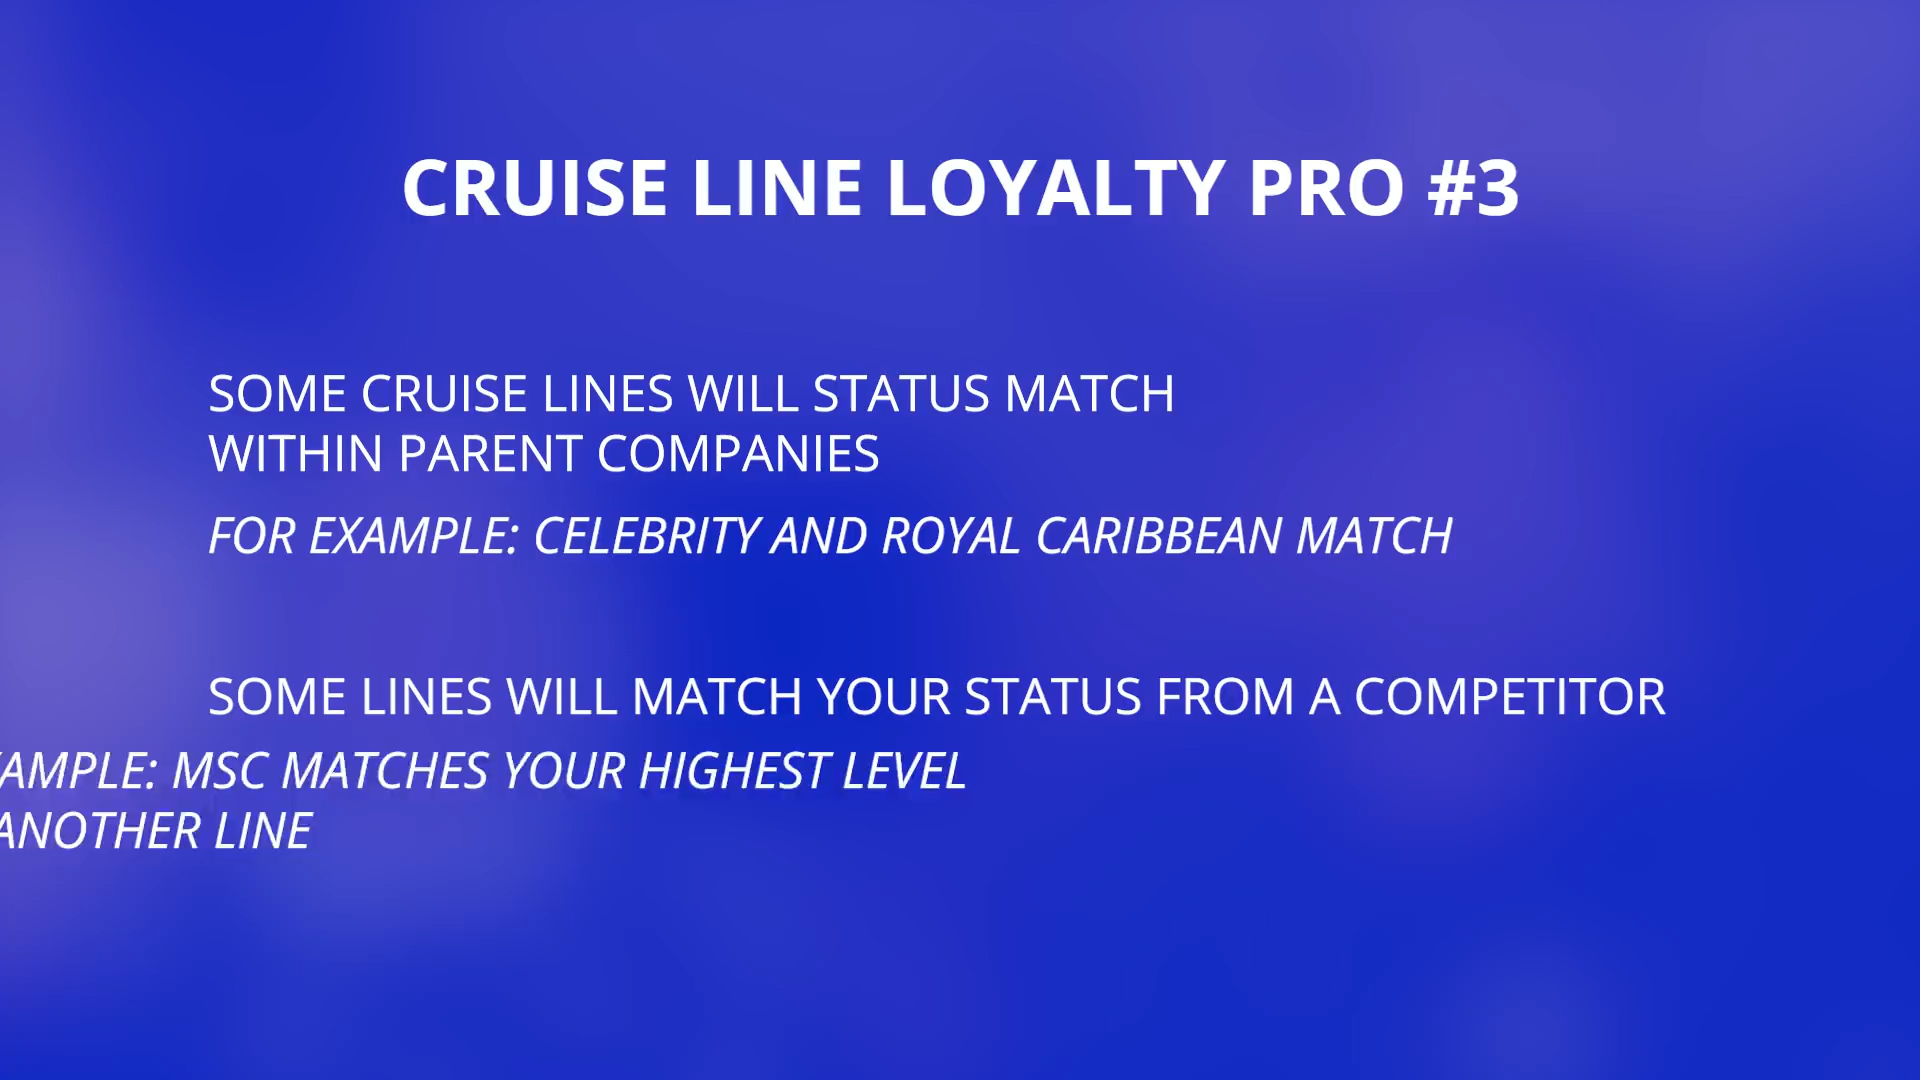 CRUISE LINE LOYALTY PRO #3
SOME CRUISE LINES WILL STATUS MATCH
WITHIN PARENT COMPANIES
FOR EXAMPLE: CELEBRITY AND ROYAL CARIBBEAN MATCH
SOME LINES WILL MATCH YOUR STATUS FROM A COMPETITOR
AMPLE: MSC MATCHES YOUR HIGHEST LEVEL
ANOTHER LINE